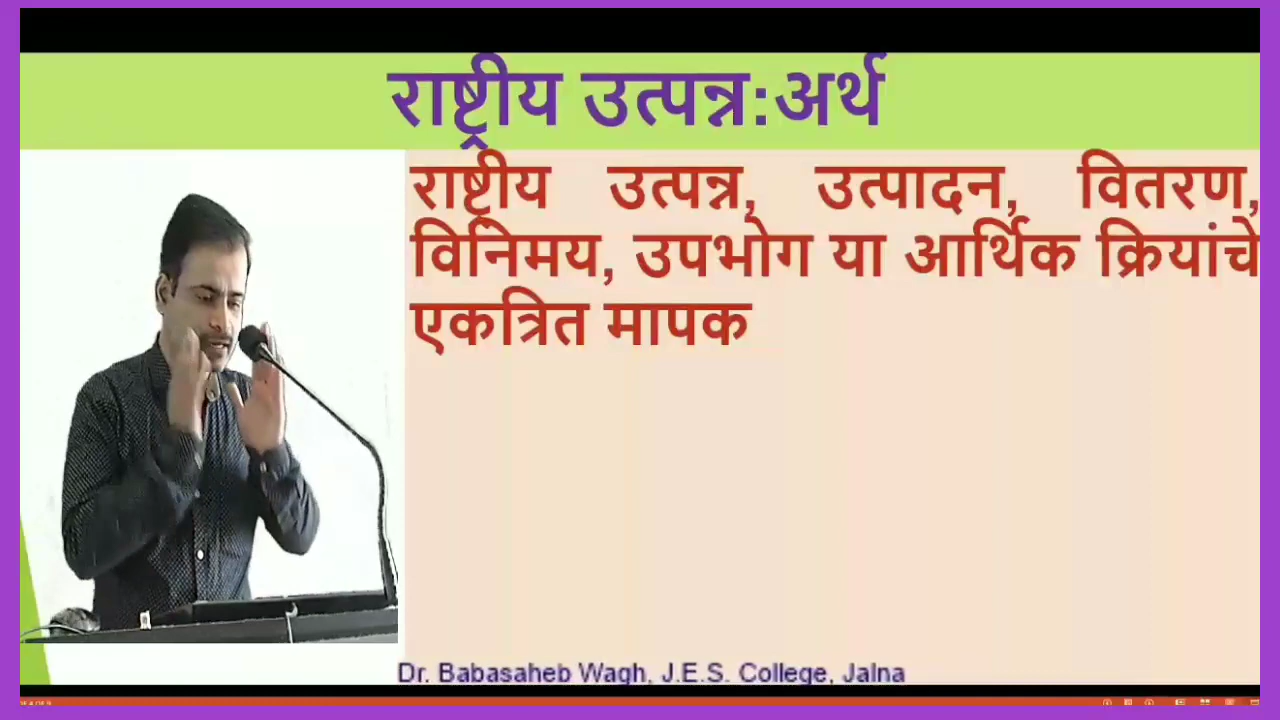 राष्ट्रीय उत्पन्न:अर्थ
राष्ट्रीय उत्पन्न, उत्पादन, वितरण,
विनिमय, उपभोग या आर्थिक क्रियांचे
एकत्रित मापक
Dr. Babasaheb Wagh, J.E.S. College, Jalna